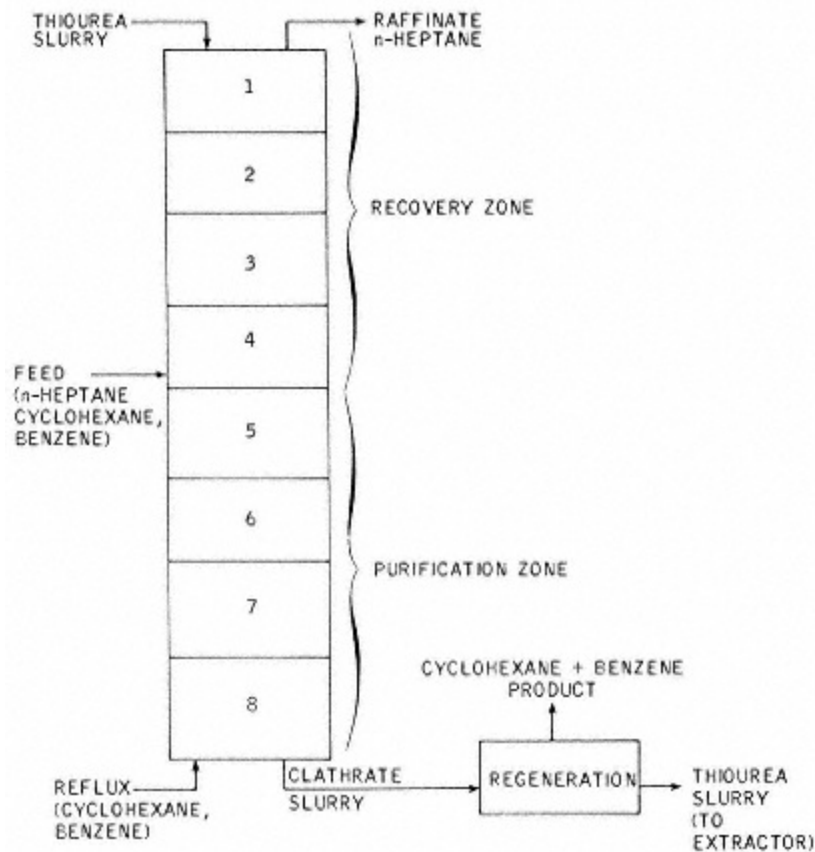 THIOUREA
SLURRY
RAFFINATE
n-HEPTANE
1
2
RECOVERY ZONE
3
4
FEED
(n-HEPTANE
CYCLOHEXANE,
BENZENE)
5
6
PURIFICATION ZONE
7
8
CYCLOHEXANE + BENZENE
PRODUCT
REFLUX
(CYCLOHEXANE,
BENZENE)
CLATHRATE
SLURRY
REGENERATION
THIOUREA
SLURRY
(TO
EXTRACTOR)